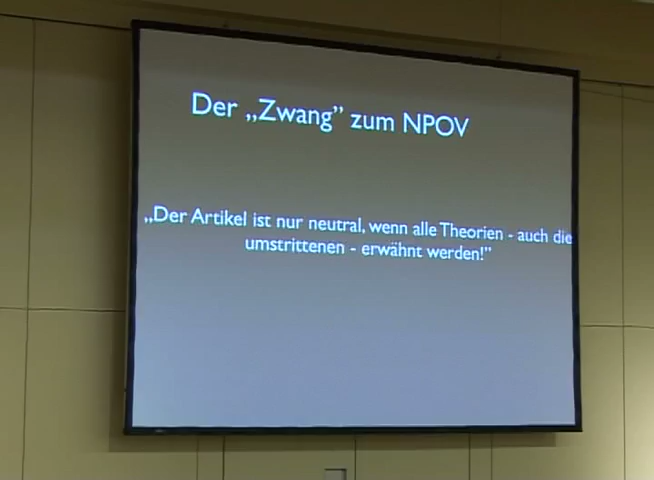 Der „Zwang” zum NPOV
„Der Artikel ist nur neutral, wenn alle Theorien - auch die
umstrittenen - erwähnt werden!”